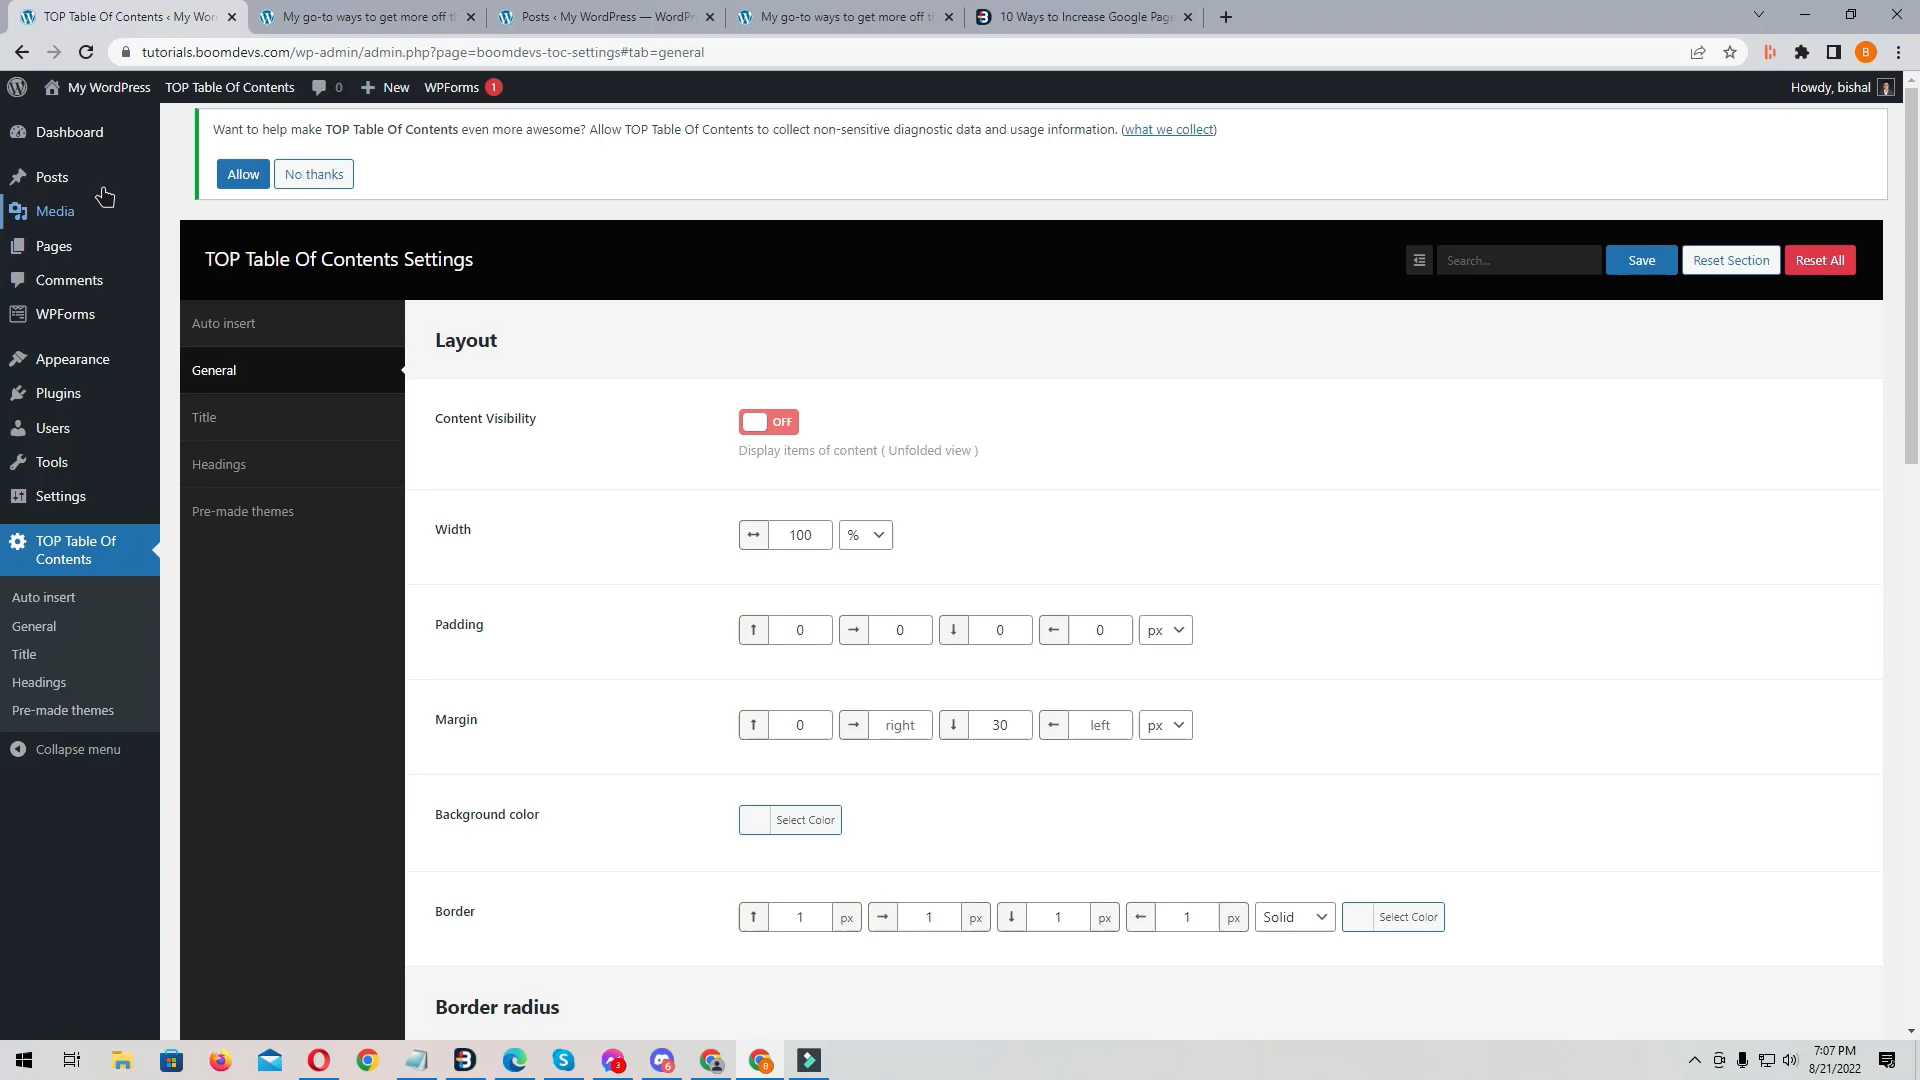 TOP Table Of Contents ‹ My Wor
My go-to ways to get more off th
Posts ‹ My WordPress — WordPr
My go-to ways to get more off th
10 Ways to Increase Google Page
tutorials.boomdevs.com/wp-admin/admin.php?page=boomdevs-toc-settings#tab=general
B
My WordPress
TOP Table Of Contents
0
New
WPForms
1
Howdy, bishal
Dashboard
Posts
Media
Pages
Comments
WPForms
Appearance
Plugins
Users
Tools
Settings
TOP Table Of
Contents
Auto insert
General
Title
Headings
Pre-made themes
Collapse menu
Want to help make TOP Table Of Contents even more awesome? Allow TOP Table Of Contents to collect non-sensitive diagnostic data and usage information. (what we collect)
Allow
No thanks
TOP Table Of Contents Settings
Search...
Save
Reset Section
Reset All
Auto insert
General
Title
Headings
Pre-made themes
Layout
Content Visibility
OFF
Display items of content ( Unfolded view )
Width
100
%
Padding
0
0
0
0
px
Margin
0
right
30
left
px
Background color
Select Color
Border
1
px
1
px
1
px
1
px
Solid
Select Color
Border radius
3
6
B
7:07 PM
8/21/2022